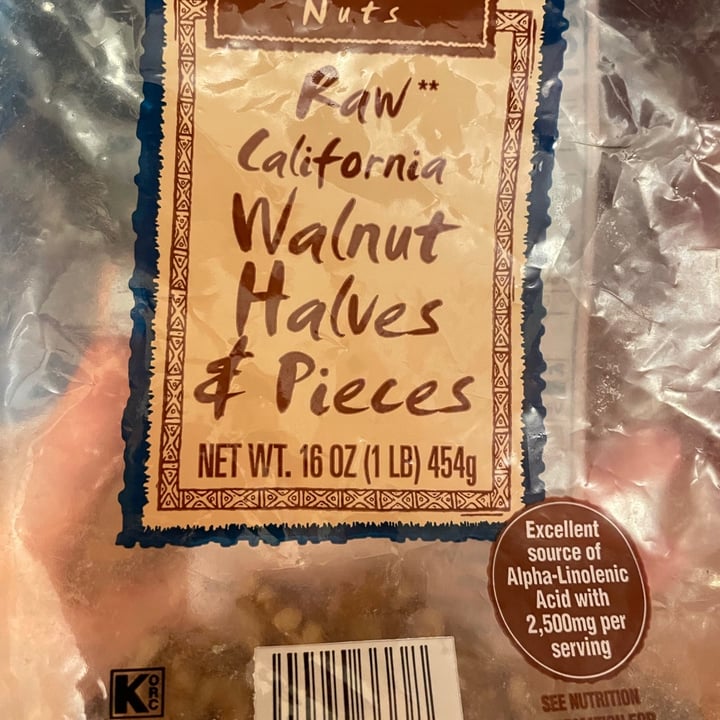 Nuts
Raw**
California
Walnut
Halves
& Pieces
NET WT. 16 OZ (1 LB) 454g
Excellent
source of
Alpha-Linolenic
Acid with
2,500mg per
serving
K ORC
SEE NUTRITION